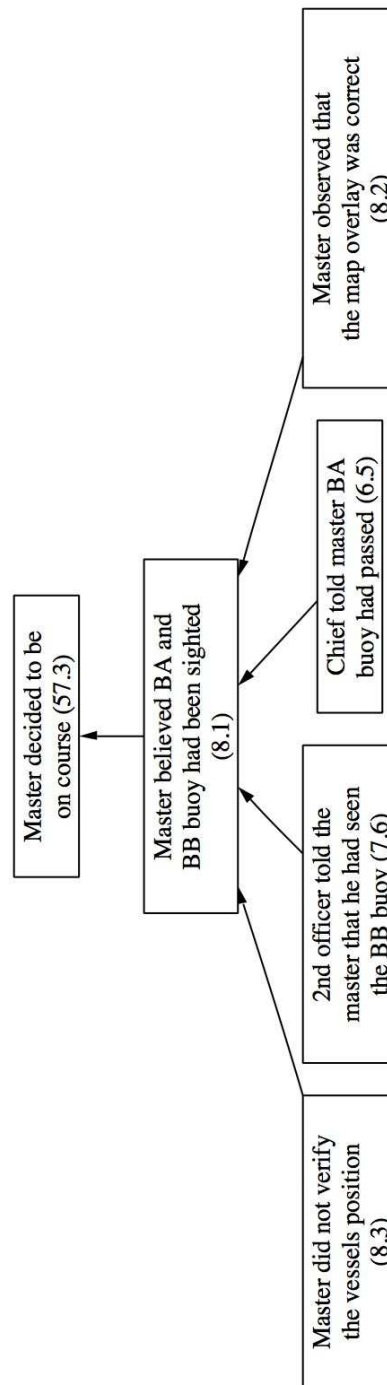 Master decided to be
on course (57.3)
Master believed BA and
BB buoy had been sighted
(8.1)
Master did not verify
the vessels position
(8.3)
2nd officer told the
master that he had seen
the BB buoy (7.6)
Chief told master BA
buoy had passed (6.5)
Master observed that
the map overlay was correct
(8.2)